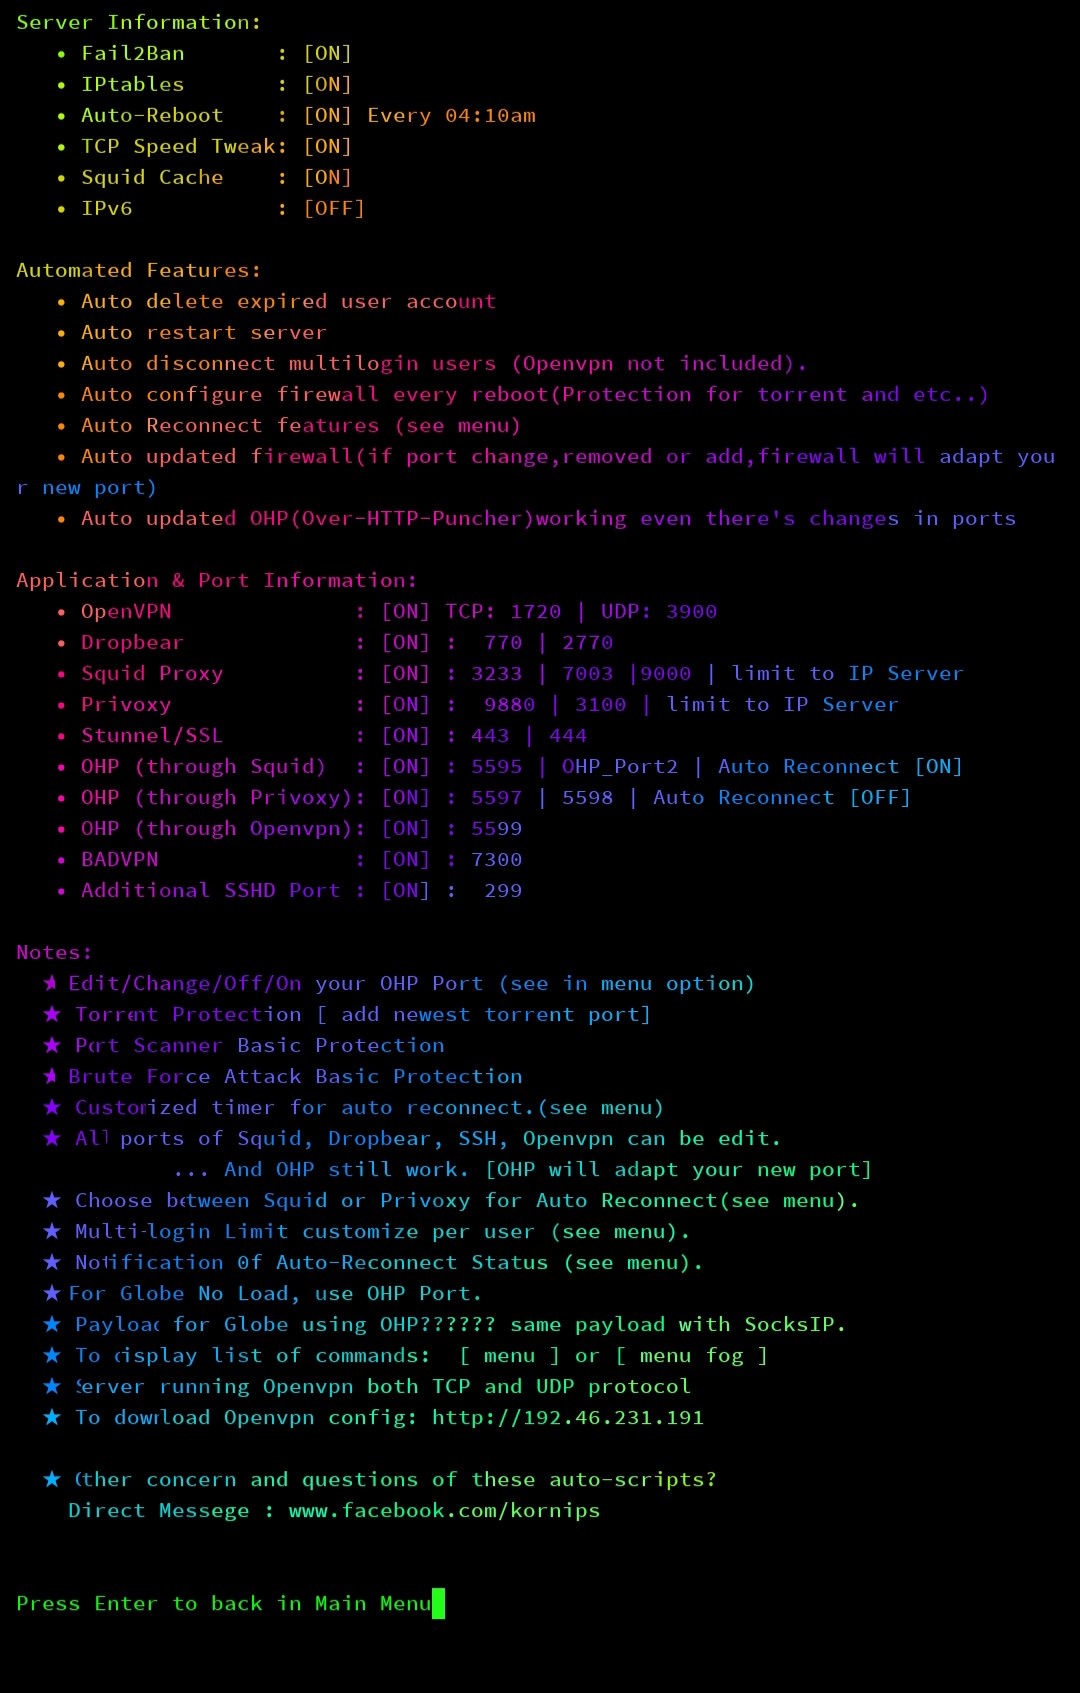 Server Information:
• Fail2Ban : [ON]
• IPtables : [ON]
• Auto-Reboot : [ON] Every 04:10am
• TCP Speed Tweak: [ON]
• Squid Cache : [ON]
• IPv6 : [OFF]
Automated Features:
• Auto delete expired user account
• Auto restart server
• Auto disconnect multilogin users (Openvpn not included).
• Auto configure firewall every reboot(Protection for torrent and etc..)
• Auto Reconnect features (see menu)
• Auto updated firewall(if port change,removed or add,firewall will adapt you
r new port)
• Auto updated OHP(Over-HTTP-Puncher)working even there's changes in ports
Application & Port Information:
• OpenVPN : [ON] TCP: 1720 | UDP: 3900
• Dropbear : [ON] : 770 | 2770
• Squid Proxy : [ON] : 3233 | 7003 |9000 | limit to IP Server
• Privoxy : [ON] : 9880 | 3100 | limit to IP Server
• Stunnel/SSL : [ON] : 443 | 444
• OHP (through Squid) : [ON] : 5595 | OHP_Port2 | Auto Reconnect [ON]
• OHP (through Privoxy): [ON] : 5597 | 5598 | Auto Reconnect [OFF]
• OHP (through Openvpn): [ON] : 5599
• BADVPN : [ON] : 7300
• Additional SSHD Port : [ON] : 299
Notes:
★ Edit/Change/Off/On your OHP Port (see in menu option)
★ Torrent Protection [ add newest torrent port]
★ Port Scanner Basic Protection
★ Brute Force Attack Basic Protection
★ Customized timer for auto reconnect.(see menu)
★ All ports of Squid, Dropbear, SSH, Openvpn can be edit.
... And OHP still work. [OHP will adapt your new port]
★ Choose between Squid or Privoxy for Auto Reconnect(see menu).
★ Multi-login Limit customize per user (see menu).
★ Notification 0f Auto-Reconnect Status (see menu).
★ For Globe No Load, use OHP Port.
★ Payload for Globe using OHP?????? same payload with SocksIP.
★ To display list of commands: [ menu ] or [ menu fog ]
★ Server running Openvpn both TCP and UDP protocol
★ To download Openvpn config: http://192.46.231.191
★ Other concern and questions of these auto-scripts?
Direct Messege : www.facebook.com/kornips
Press Enter to back in Main Menu